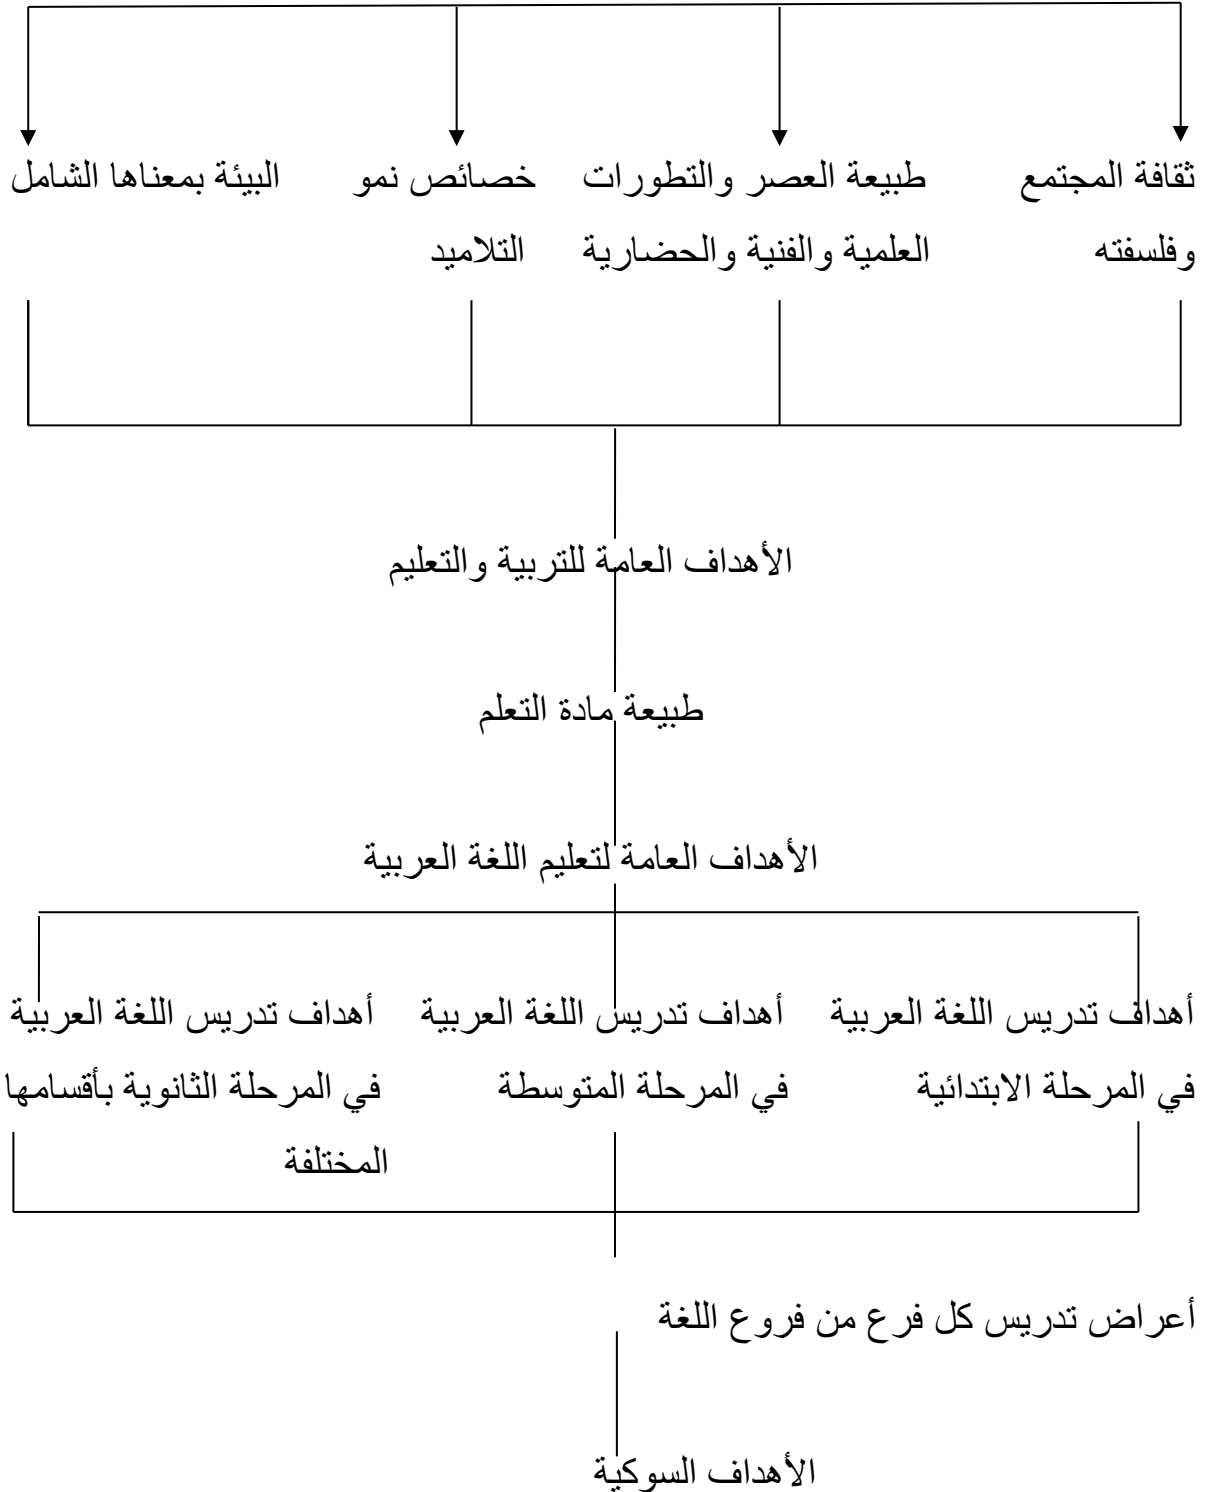 ثقافة المجتمع
وفلسفته
طبيعة العصر والتطورات
العلمية والفنية والحضارية
خصائص نمو
التلاميد
البيئة بمعناها الشامل
الأهداف العامة للتربية والتعليم
طبيعة مادة التعلم
الأهداف العامة لتعليم اللغة العربية
أهداف تدريس اللغة العربية
في المرحلة الابتدائية
أهداف تدريس اللغة العربية
في المرحلة المتوسطة
أهداف تدريس اللغة العربية
في المرحلة الثانوية بأقسامها
المختلفة
أعراض تدريس كل فرع من فروع اللغة
الأهداف السوكية